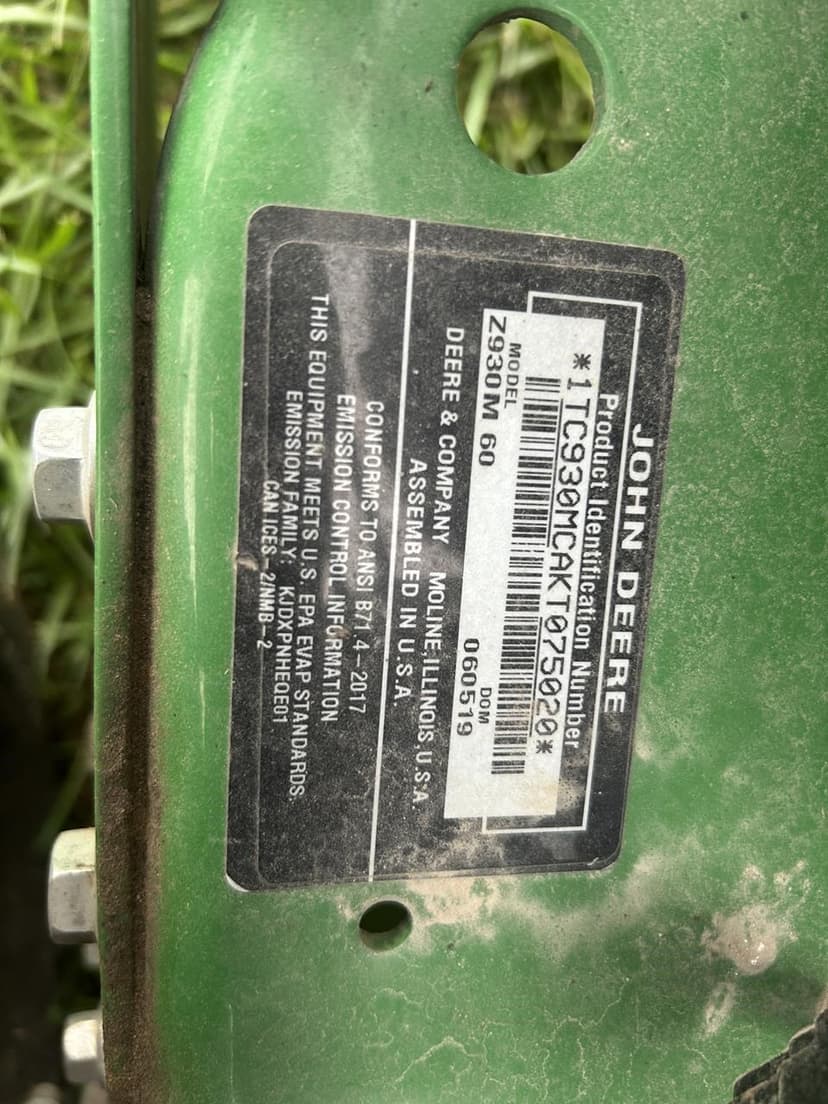 JOHN DEERE
Product Identification Number
*1TC930MCAKT075020*
MODEL DOM
Z930M 60 060519
DEERE & COMPANY MOLINE, ILLINOIS, U.S.A.
ASSEMBLED IN U.S.A.
CONFORMS TO ANSI B71.4-2017
EMISSION CONTROL INFORMATION
THIS EQUIPMENT MEETS U.S. EPA EVAP STANDARDS.
EMISSION FAMILY: KJDXPNHEQE01
CAN ICES-2/NMB-2